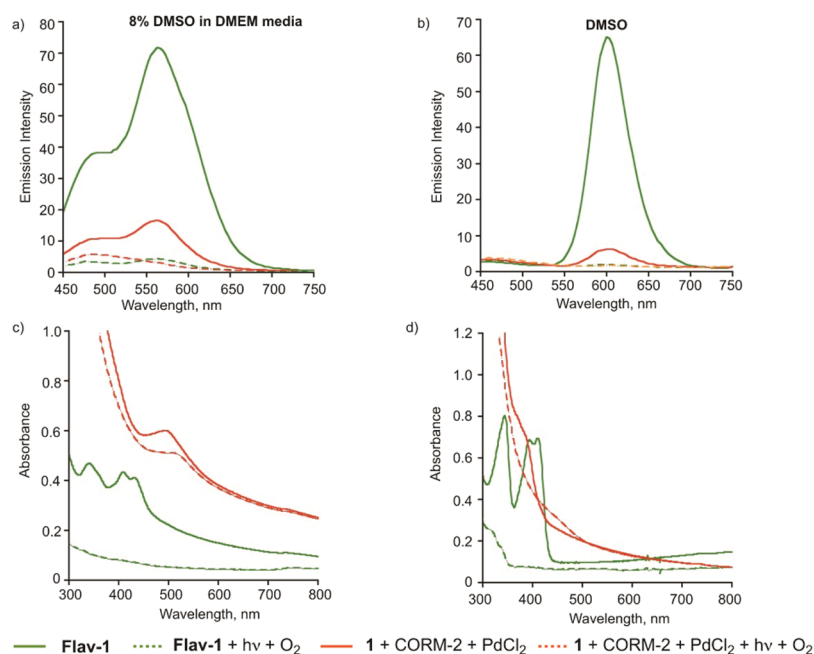 a)
8% DMSO in DMEM media
80
70
60
50
40
30
20
10
0
Emission Intensity
450 500 550 600 650 700 750
Wavelength, nm
b)
DMSO
70
60
50
40
30
20
10
0
Emission Intensity
450 500 550 600 650 700 750
Wavelength, nm
c)
1.0
0.8
0.6
0.4
0.2
0
Absorbance
300 400 500 600 700 800
Wavelength, nm
d)
1.2
1.0
0.8
0.6
0.4
0.2
0
Absorbance
300 400 500 600 700 800
Wavelength, nm
Flav-1 Flav-1 + hν + O₂ 1 + CORM-2 + PdCl₂ 1 + CORM-2 + PdCl₂ + hν + O₂